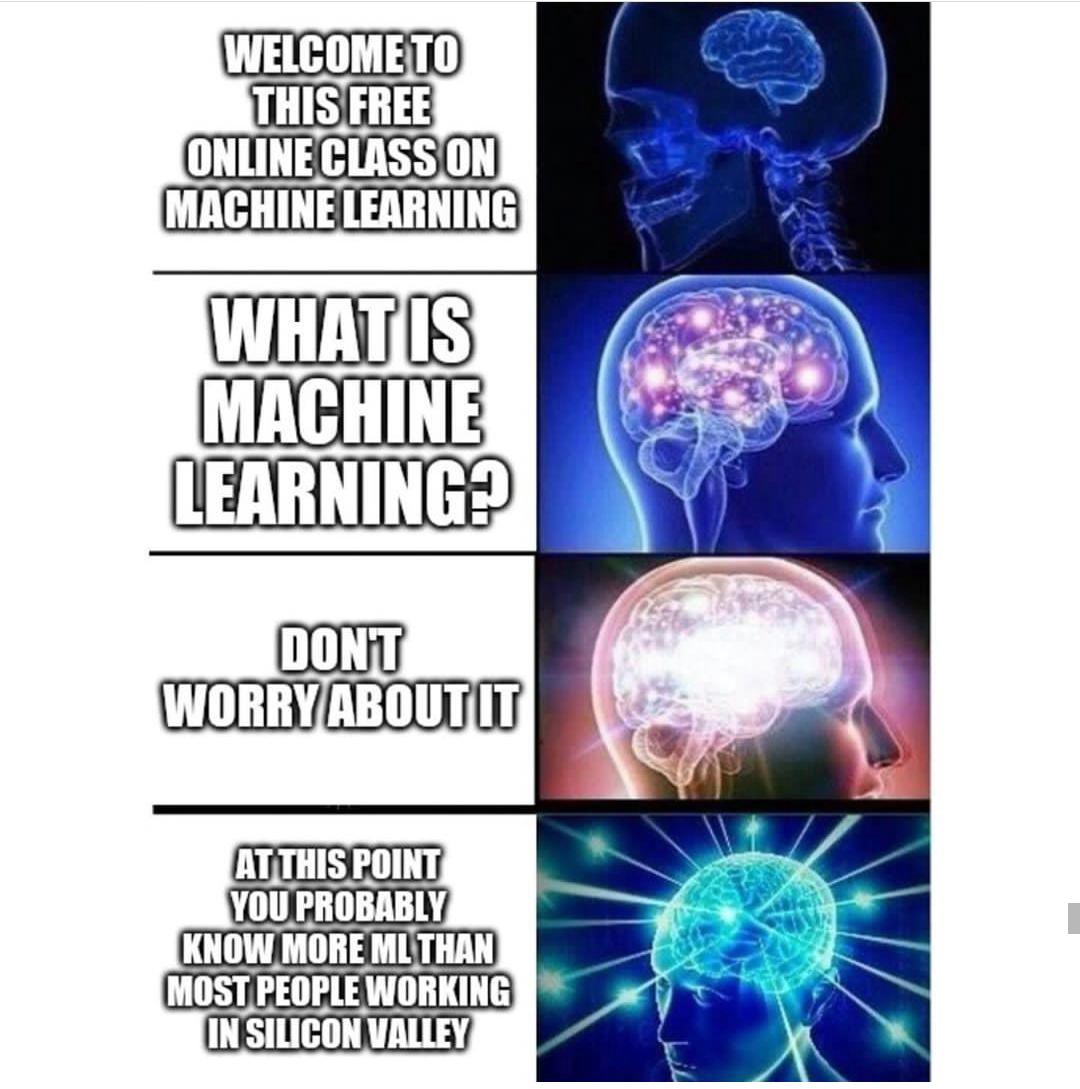 WELCOME TO
THIS FREE
ONLINE CLASS ON
MACHINE LEARNING
WHAT IS
MACHINE
LEARNING?
DON'T
WORRY ABOUT IT
AT THIS POINT
YOU PROBABLY
KNOW MORE ML THAN
MOST PEOPLE WORKING
IN SILICON VALLEY